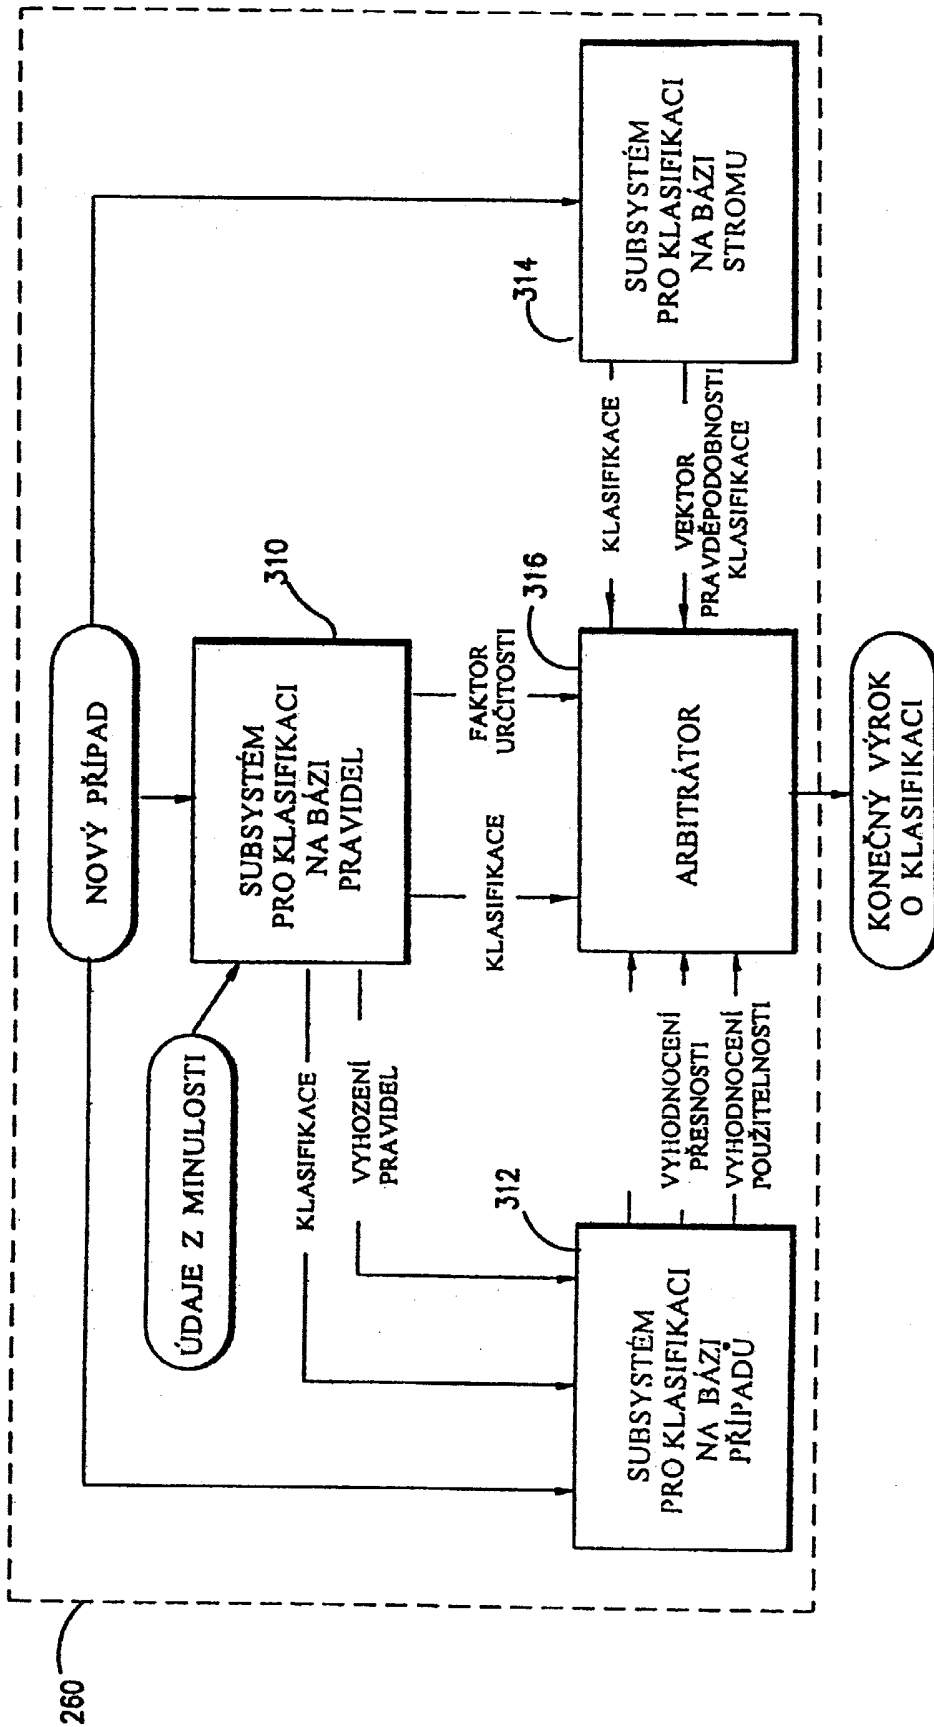 260
NOVÝ PŘÍPAD
ÚDAJE Z MINULOSTI
SUBSYSTÉM
PRO KLASIFIKACI
NA BÁZI
PRAVIDEL
310
KLASIFIKACE
VYHOZENÍ
PRAVIDEL
KLASIFIKACE
FAKTOR
URČITOSTI
312
SUBSYSTÉM
PRO KLASIFIKACI
NA BÁZI
PŘÍPADŮ
VYHODNOCENÍ
PŘESNOSTI
VYHODNOCENÍ
POUŽITELNOSTI
316
ARBITRÁTOR
KLASIFIKACE
VEKTOR
PRAVDĚPODOBNOSTI
KLASIFIKACE
314
SUBSYSTÉM
PRO KLASIFIKACI
NA BÁZI
STROMU
KONEČNÝ VÝROK
O KLASIFIKACI